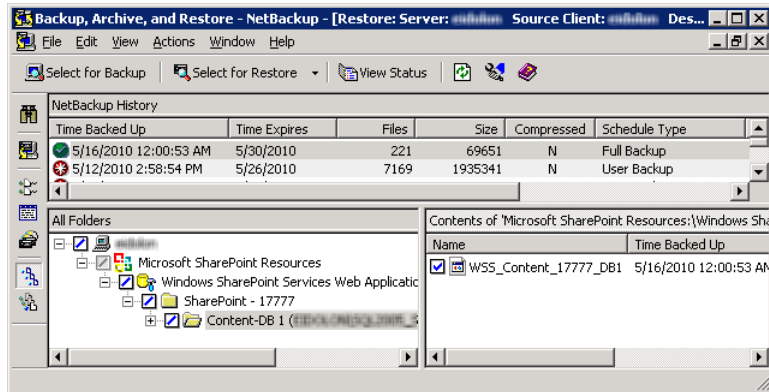 Backup, Archive, and Restore - NetBackup - [Restore: Server: Source Client: Des...
File Edit View Actions Window Help
Select for Backup Select for Restore View Status
NetBackup History
Time Backed Up Time Expires Files Size Compressed Schedule Type
5/16/2010 12:00:53 AM 5/30/2010 221 69651 N Full Backup
5/12/2010 2:58:54 PM 5/26/2010 7169 1935341 N User Backup
All Folders Contents of 'Microsoft SharePoint Resources:\Windows Sha
Name Time Backed Up
Microsoft SharePoint Resources
WSS_Content_17777_DB1 5/16/2010 12:00:53 AM
Windows SharePoint Services Web Applicatic
SharePoint - 17777
Content-DB 1 (